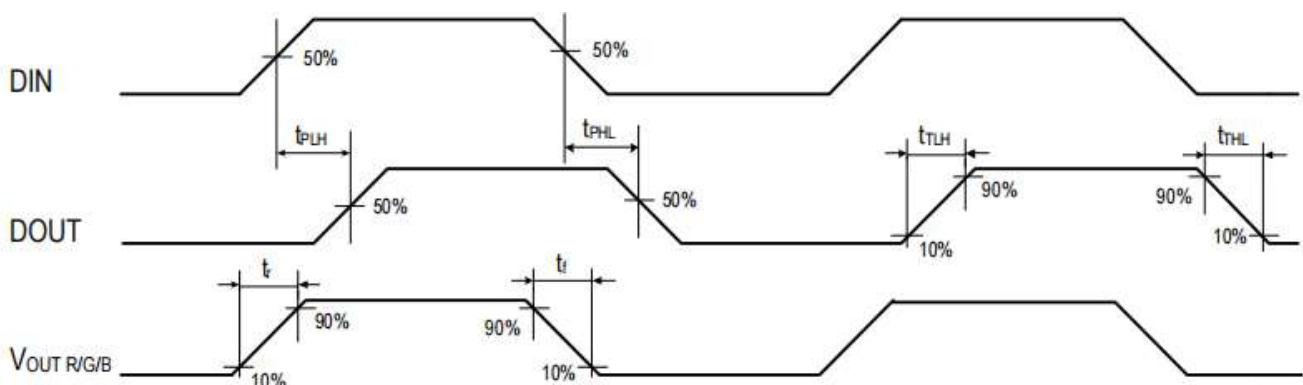 50%
50%
DIN
tPLH
tPHL
tTLH
tTHL
90%
90%
50%
50%
DOUT
10%
10%
tr
tf
90%
90%
VOUT R/G/B
10%
10%